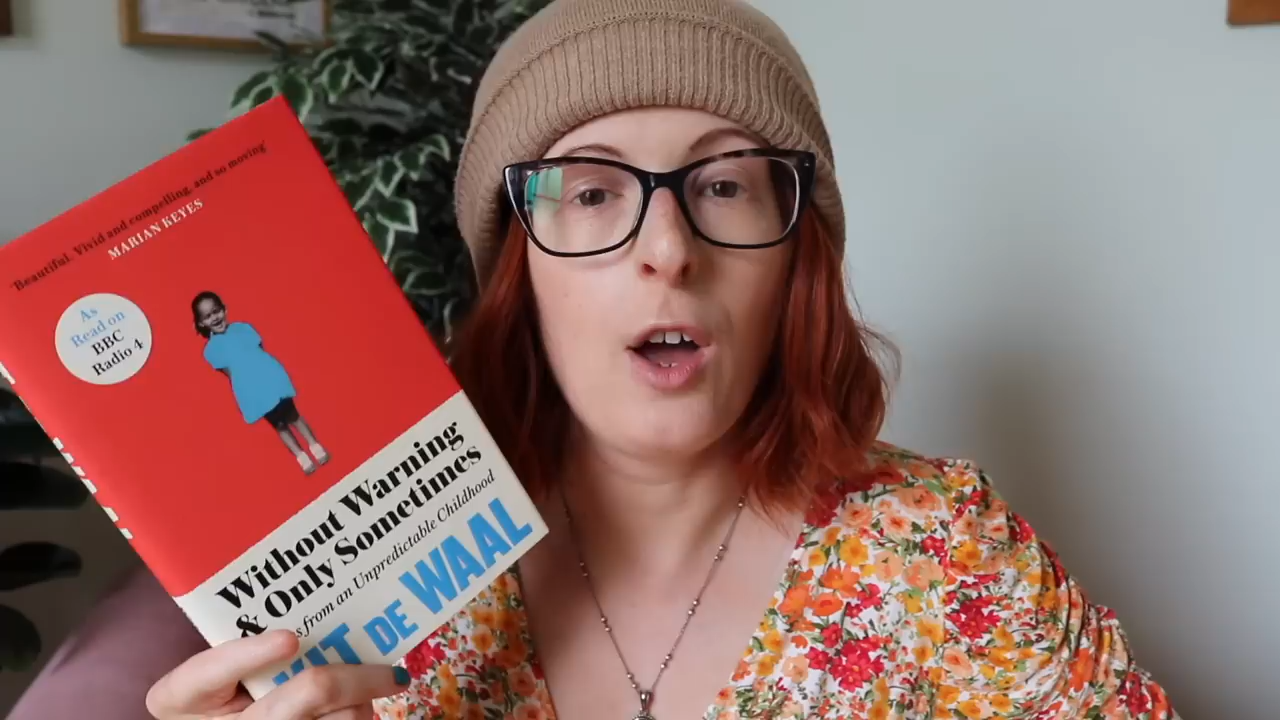 'Beautiful. Vivid and compelling, and so moving'
MARIAN KEYES
As
Read on
BBC
Radio 4
Without Warning
& Only Sometimes
from an Unpredictable Childhood
DE WAAL